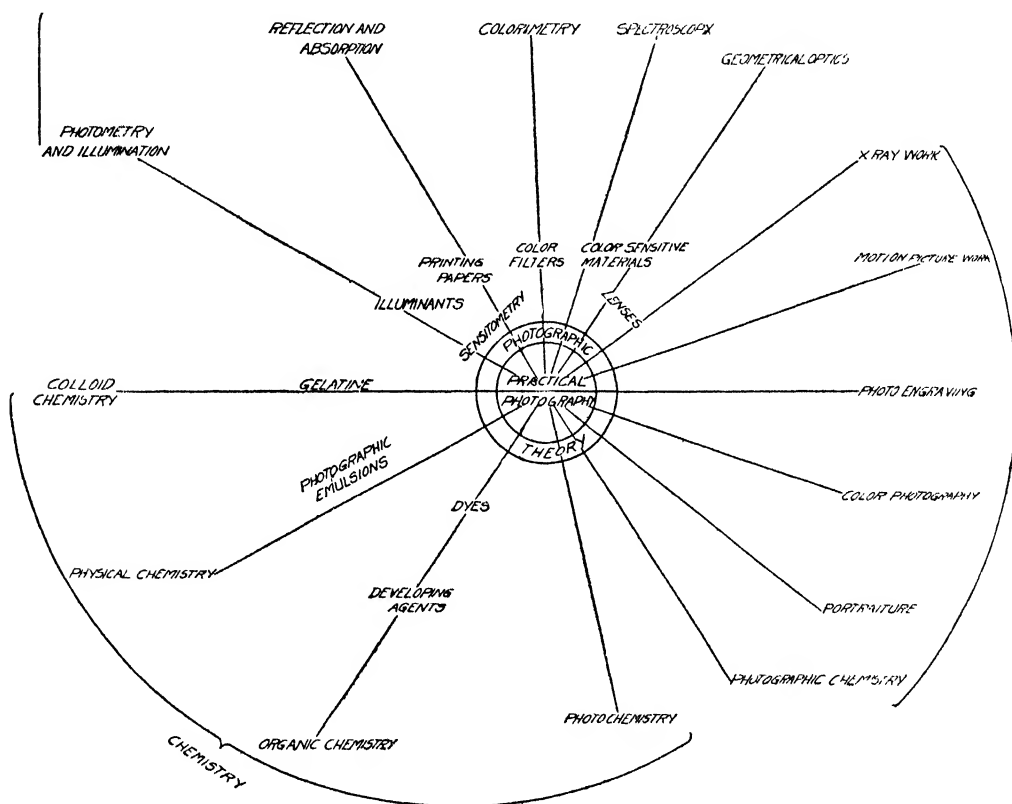 REFLECTION AND
ABSORPTION
COLORIMETRY
SPECTROSCOPY
GEOMETRICAL OPTICS
PHOTOMETRY
AND ILLUMINATION
X RAY WORK
PRINTING
PAPERS
COLOR
FILTERS
COLOR SENSITIVE
MATERIALS
MOTION PICTURE WORK
ILLUMINANTS
SENSITOMETRY
LENSES
PHOTOGRAPHIC
PRACTICAL
PHOTOGRAPHY
THEORY
COLLOID
CHEMISTRY
GELATINE
PHOTO ENGRAVING
PHOTOGRAPHIC
EMULSIONS
DYES
COLOR PHOTOGRAPHY
PHYSICAL CHEMISTRY
DEVELOPING
AGENTS
PORTRAITURE
PHOTOGRAPHIC CHEMISTRY
PHOTOCHEMISTRY
ORGANIC CHEMISTRY
CHEMISTRY